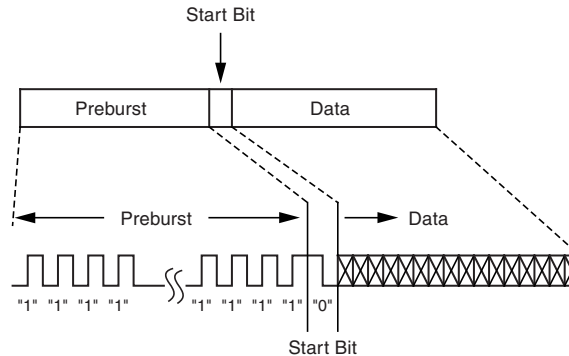 Start Bit
Preburst
Data
Preburst
Data
"1" "1" "1" "1" "1" "1" "1" "1" "0"
Start Bit